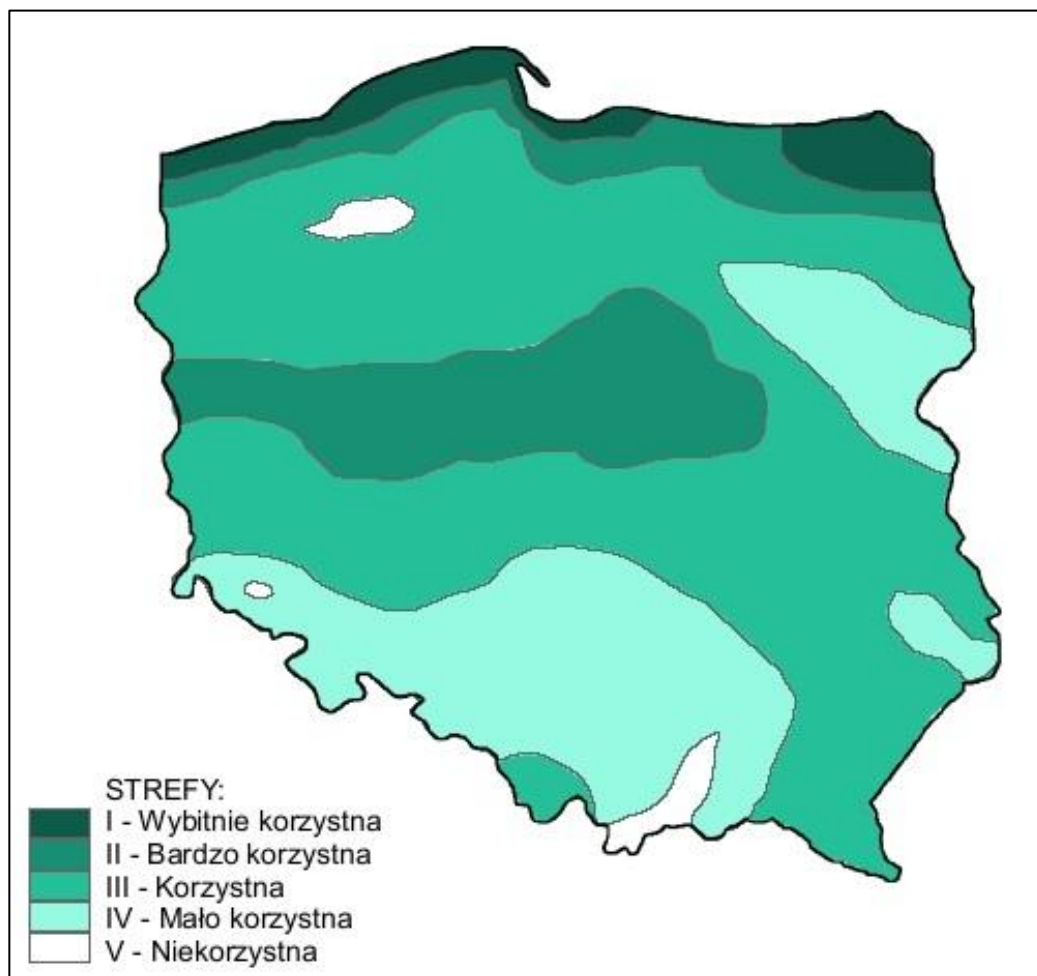 STREFY:
I - Wybitnie korzystna
II - Bardzo korzystna
III - Korzystna
IV - Mało korzystna
V - Niekorzystna